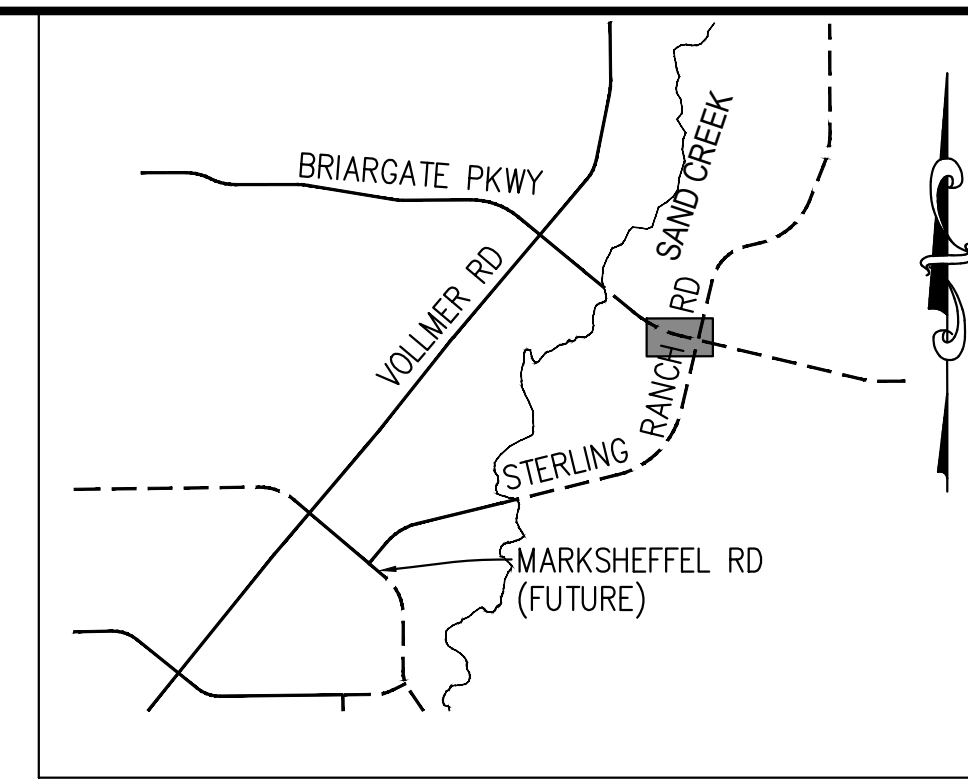 BRIARGATE PKWY
SAND CREEK
VOLLMER RD
STERLING RANCH RD
MARKSHEFFEL RD
(FUTURE)